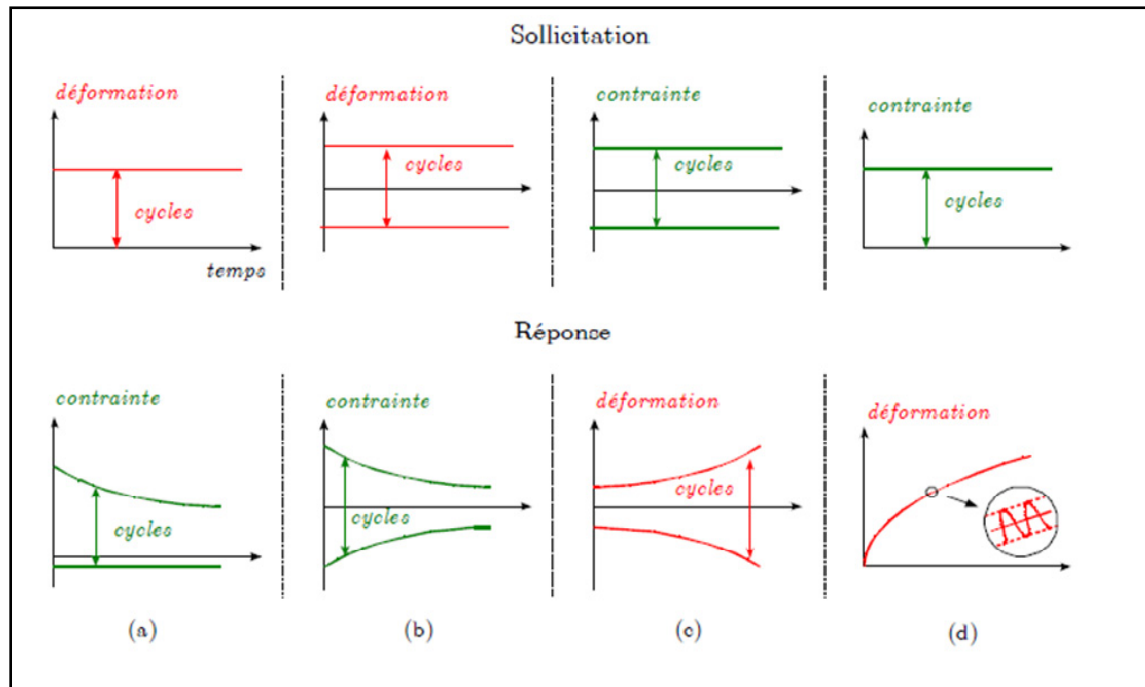 Sollicitation
déformation
cycles
temps
déformation
cycles
contrainte
cycles
contrainte
cycles
Réponse
contrainte
cycles
(a)
contrainte
cycles
(b)
déformation
cycles
(c)
déformation
(d)